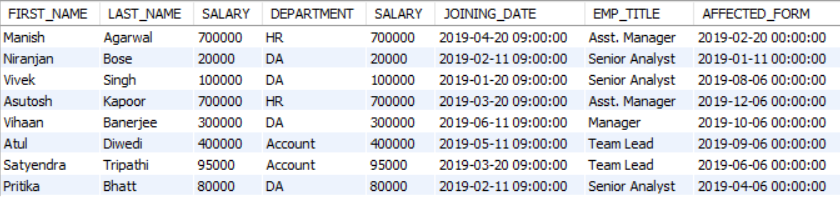 FIRST_NAME LAST_NAME SALARY DEPARTMENT SALARY JOINING_DATE EMP_TITLE AFFECTED_FORM
Manish Agarwal 700000 HR 700000 2019-04-20 09:00:00 Asst. Manager 2019-02-20 00:00:00
Niranjan Bose 20000 DA 20000 2019-02-11 09:00:00 Senior Analyst 2019-01-11 00:00:00
Vivek Singh 100000 DA 100000 2019-01-20 09:00:00 Senior Analyst 2019-08-06 00:00:00
Asutosh Kapoor 700000 HR 700000 2019-03-20 09:00:00 Asst. Manager 2019-12-06 00:00:00
Vihaan Banerjee 300000 DA 300000 2019-06-11 09:00:00 Manager 2019-10-06 00:00:00
Atul Diwedi 400000 Account 400000 2019-05-11 09:00:00 Team Lead 2019-09-06 00:00:00
Satyendra Tripathi 95000 Account 95000 2019-03-20 09:00:00 Team Lead 2019-06-06 00:00:00
Pritika Bhatt 80000 DA 80000 2019-02-11 09:00:00 Senior Analyst 2019-04-06 00:00:00